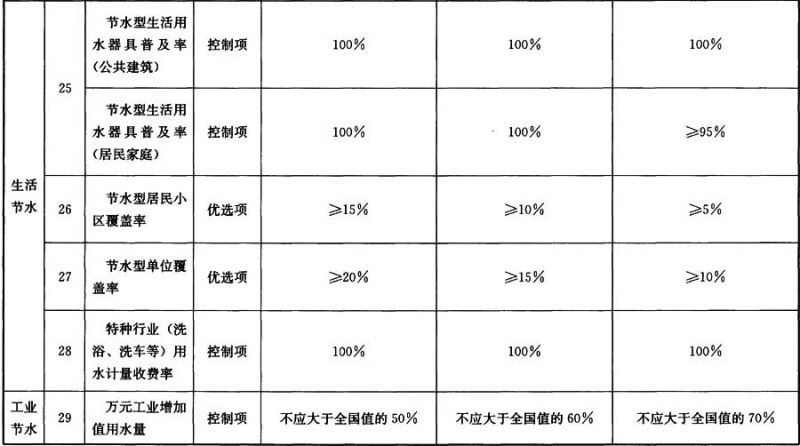 生活
节水
25
节水型生活用
水器具普及率
（公共建筑）
控制项
100%
100%
100%
节水型生活用
水器具普及率
（居民家庭）
控制项
100%
100%
≥95%
26
节水型居民小
区覆盖率
优选项
≥15%
≥10%
≥5%
27
节水型单位覆
盖率
优选项
≥20%
≥15%
≥10%
28
特种行业（洗
浴、洗车等）用
水计量收费率
控制项
100%
100%
100%
工业
节水
29
万元工业增加
值用水量
控制项
不应大于全国值的50%
不应大于全国值的60%
不应大于全国值的70%